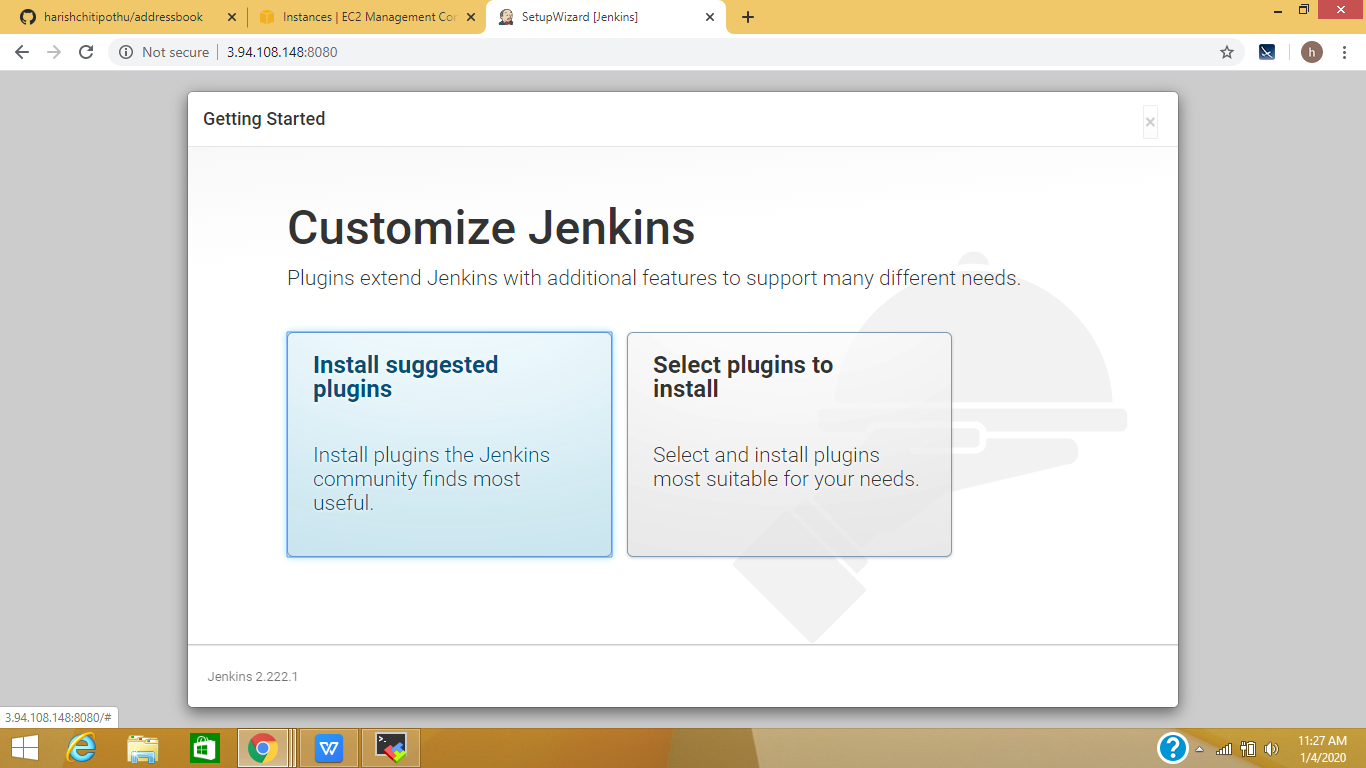 harishchitipothu/addressbook
Instances | EC2 Management Con
SetupWizard [Jenkins]
Not secure
3.94.108.148:8080
h
Getting Started
Customize Jenkins
Plugins extend Jenkins with additional features to support many different needs.
Install suggested
plugins
Install plugins the Jenkins
community finds most
useful.
Select plugins to
install
Select and install plugins
most suitable for your needs.
Jenkins 2.222.1
3.94.108.148:8080/#
11:27 AM
1/4/2020